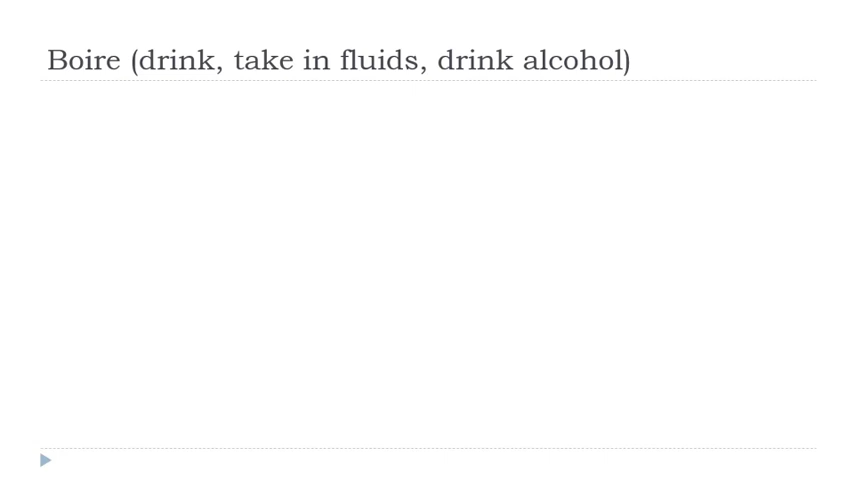 Boire (drink, take in fluids, drink alcohol)